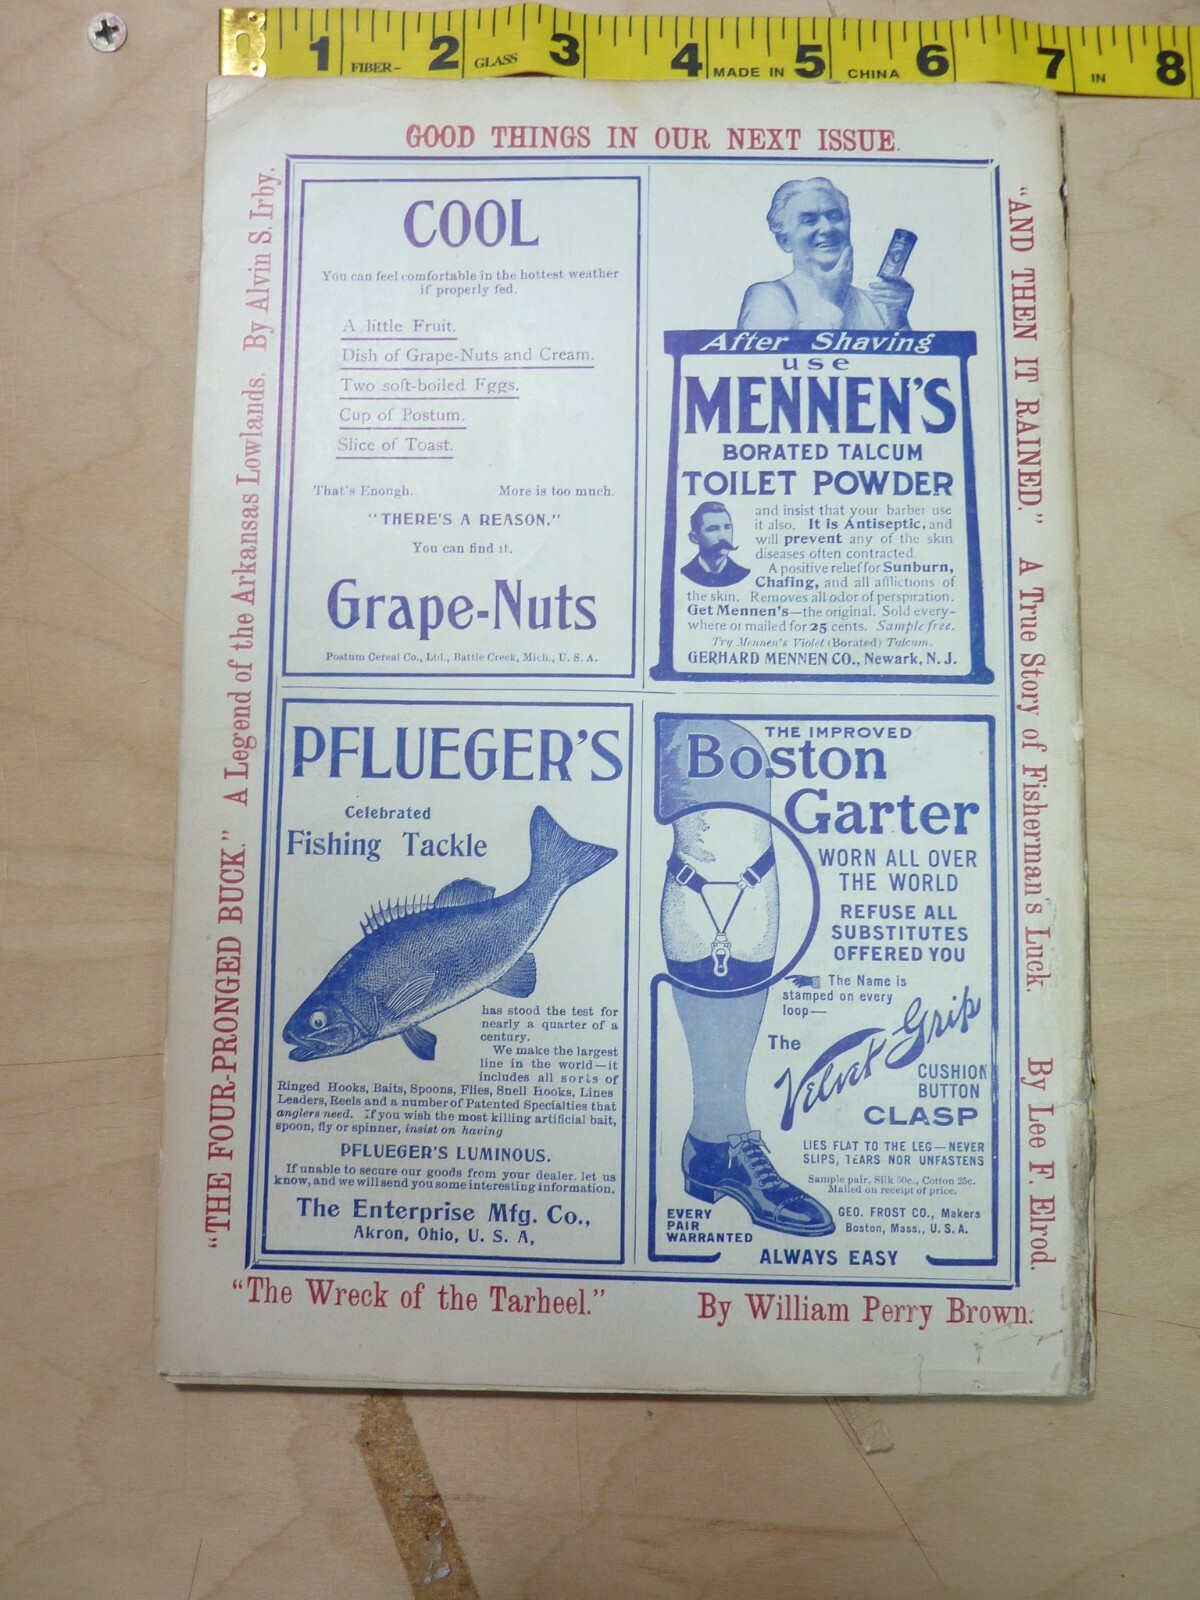 1 2 3 4 5 6 7 8
FIBER- GLASS MADE IN CHINA IN
GOOD THINGS IN OUR NEXT ISSUE.
"THE FOUR-PRONGED BUCK." A Legend of the Arkansas Lowlands. By Alvin S. Irby.
COOL
You can feel comfortable in the hottest weather
if properly fed.
A little Fruit.
Dish of Grape-Nuts and Cream.
Two soft-boiled Eggs.
Cup of Postum.
Slice of Toast.
That's Enough. More is too much.
"THERE'S A REASON."
You can find it.
Grape-Nuts
Postum Cereal Co., Ltd., Battle Creek, Mich., U. S. A.
After Shaving
use
MENNEN'S
BORATED TALCUM
TOILET POWDER
and insist that your barber use
it also. It is Antiseptic, and
will prevent any of the skin
diseases often contracted
A positive relief for Sunburn,
Chafing, and all afflictions of
the skin. Removes all odor of perspiration.
Get Mennen's—the original. Sold every-
where or mailed for 25 cents. Sample free.
Try Mennen's Violet (Borated) Talcum.
GERHARD MENNEN CO., Newark, N. J.
PFLUEGER'S
Celebrated
Fishing Tackle
has stood the test for
nearly a quarter of a
century.
We make the largest
line in the world—it
includes all sorts of
Ringed Hooks, Baits, Spoons, Flies, Snell Hooks, Lines
Leaders, Reels and a number of Patented Specialties that
anglers need. If you wish the most killing artificial bait,
spoon, fly or spinner, insist on having
PFLUEGER'S LUMINOUS.
If unable to secure our goods from your dealer, let us
know, and we will send you some interesting information.
The Enterprise Mfg. Co.,
Akron, Ohio, U. S. A,
THE IMPROVED
Boston
Garter
WORN ALL OVER
THE WORLD
REFUSE ALL
SUBSTITUTES
OFFERED YOU
The Name is
stamped on every
loop—
The
Velvet Grip
CUSHION
BUTTON
CLASP
LIES FLAT TO THE LEG—NEVER
SLIPS, TEARS NOR UNFASTENS
Sample pair, Silk 50c., Cotton 25c.
Mailed on receipt of price.
GEO. FROST CO., Makers
Boston, Mass., U. S. A.
EVERY
PAIR
WARRANTED
ALWAYS EASY
"AND THEN IT RAINED." A True Story of Fisherman's Luck. By Lee F. Elrod.
"The Wreck of the Tarheel." By William Perry Brown.